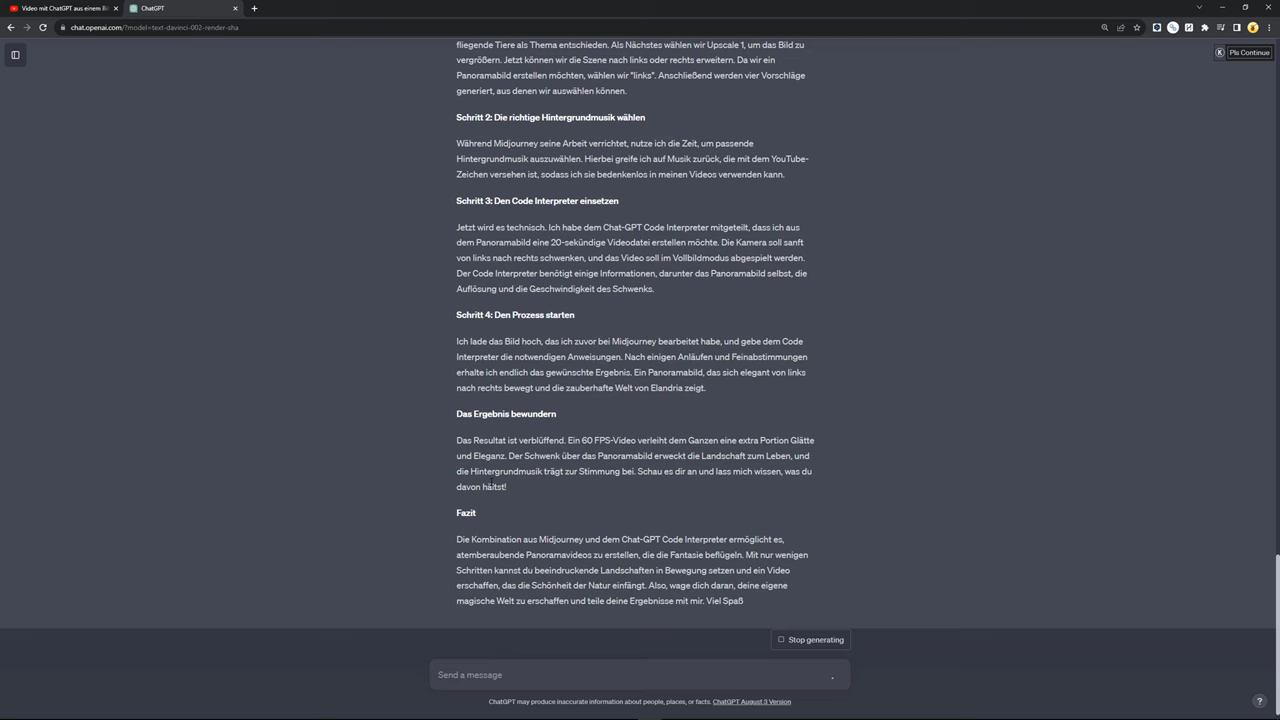 Video mit ChatGPT aus einem Bil
ChatGPT
chat.openai.com/?model=text-davinci-002-render-sha
Pls Continue
fliegende Tiere als Thema entschieden. Als Nächstes wählen wir Upscale 1, um das Bild zu
vergrößern. Jetzt können wir die Szene nach links oder rechts erweitern. Da wir ein
Panoramabild erstellen möchten, wählen wir "links". Anschließend werden vier Vorschläge
generiert, aus denen wir auswählen können.
Schritt 2: Die richtige Hintergrundmusik wählen
Während Midjourney seine Arbeit verrichtet, nutze ich die Zeit, um passende
Hintergrundmusik auszuwählen. Hierbei greife ich auf Musik zurück, die mit dem YouTube-
Zeichen versehen ist, sodass ich sie bedenkenlos in meinen Videos verwenden kann.
Schritt 3: Den Code Interpreter einsetzen
Jetzt wird es technisch. Ich habe dem Chat-GPT Code Interpreter mitgeteilt, dass ich aus
dem Panoramabild eine 20-sekündige Videodatei erstellen möchte. Die Kamera soll sanft
von links nach rechts schwenken, und das Video soll im Vollbildmodus abgespielt werden.
Der Code Interpreter benötigt einige Informationen, darunter das Panoramabild selbst, die
Auflösung und die Geschwindigkeit des Schwenks.
Schritt 4: Den Prozess starten
Ich lade das Bild hoch, das ich zuvor bei Midjourney bearbeitet habe, und gebe dem Code
Interpreter die notwendigen Anweisungen. Nach einigen Anläufen und Feinabstimmungen
erhalte ich endlich das gewünschte Ergebnis. Ein Panoramabild, das sich elegant von links
nach rechts bewegt und die zauberhafte Welt von Elandria zeigt.
Das Ergebnis bewundern
Das Resultat ist verblüffend. Ein 60 FPS-Video verleiht dem Ganzen eine extra Portion Glätte
und Eleganz. Der Schwenk über das Panoramabild erweckt die Landschaft zum Leben, und
die Hintergrundmusik trägt zur Stimmung bei. Schau es dir an und lass mich wissen, was du
davon hältst!
Fazit
Die Kombination aus Midjourney und dem Chat-GPT Code Interpreter ermöglicht es,
atemberaubende Panoramavideos zu erstellen, die die Fantasie beflügeln. Mit nur wenigen
Schritten kannst du beeindruckende Landschaften in Bewegung setzen und ein Video
erschaffen, das die Schönheit der Natur einfängt. Also, wage dich daran, deine eigene
magische Welt zu erschaffen und teile deine Ergebnisse mit mir. Viel Spaß
Stop generating
Send a message
ChatGPT may produce inaccurate information about people, places, or facts. ChatGPT August 3 Version